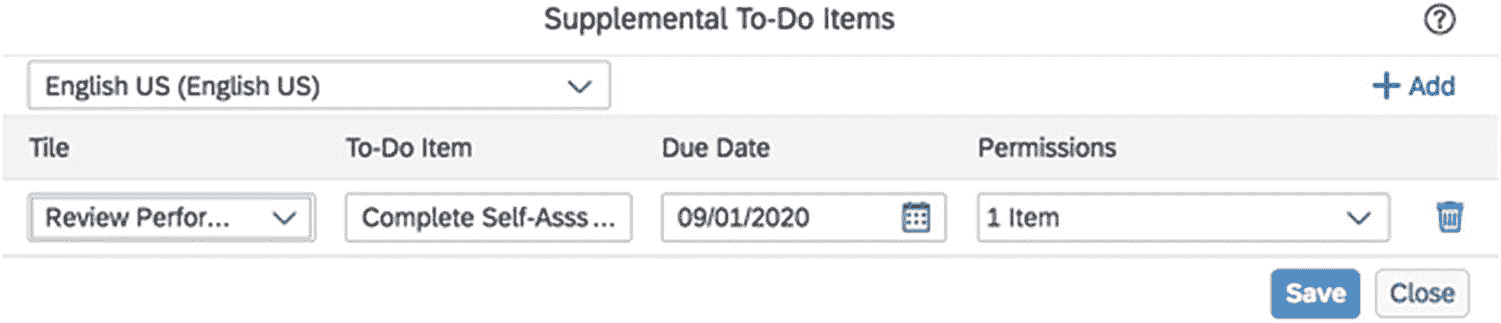 Supplemental To-Do Items
English US (English US)
Add
Tile To-Do Item Due Date Permissions
Review Perfor... Complete Self-Asss ... 09/01/2020 1 Item
Save Close